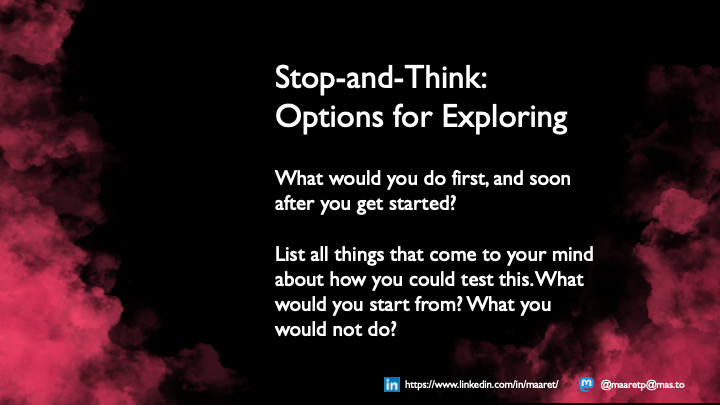 Stop-and-Think:
Options for Exploring
What would you do first, and soon
after you get started?
List all things that come to your mind
about how you could test this. What
would you start from? What you
would not do?
in https://www.linkedin.com/in/maaret/ m @maaretp@mas.to